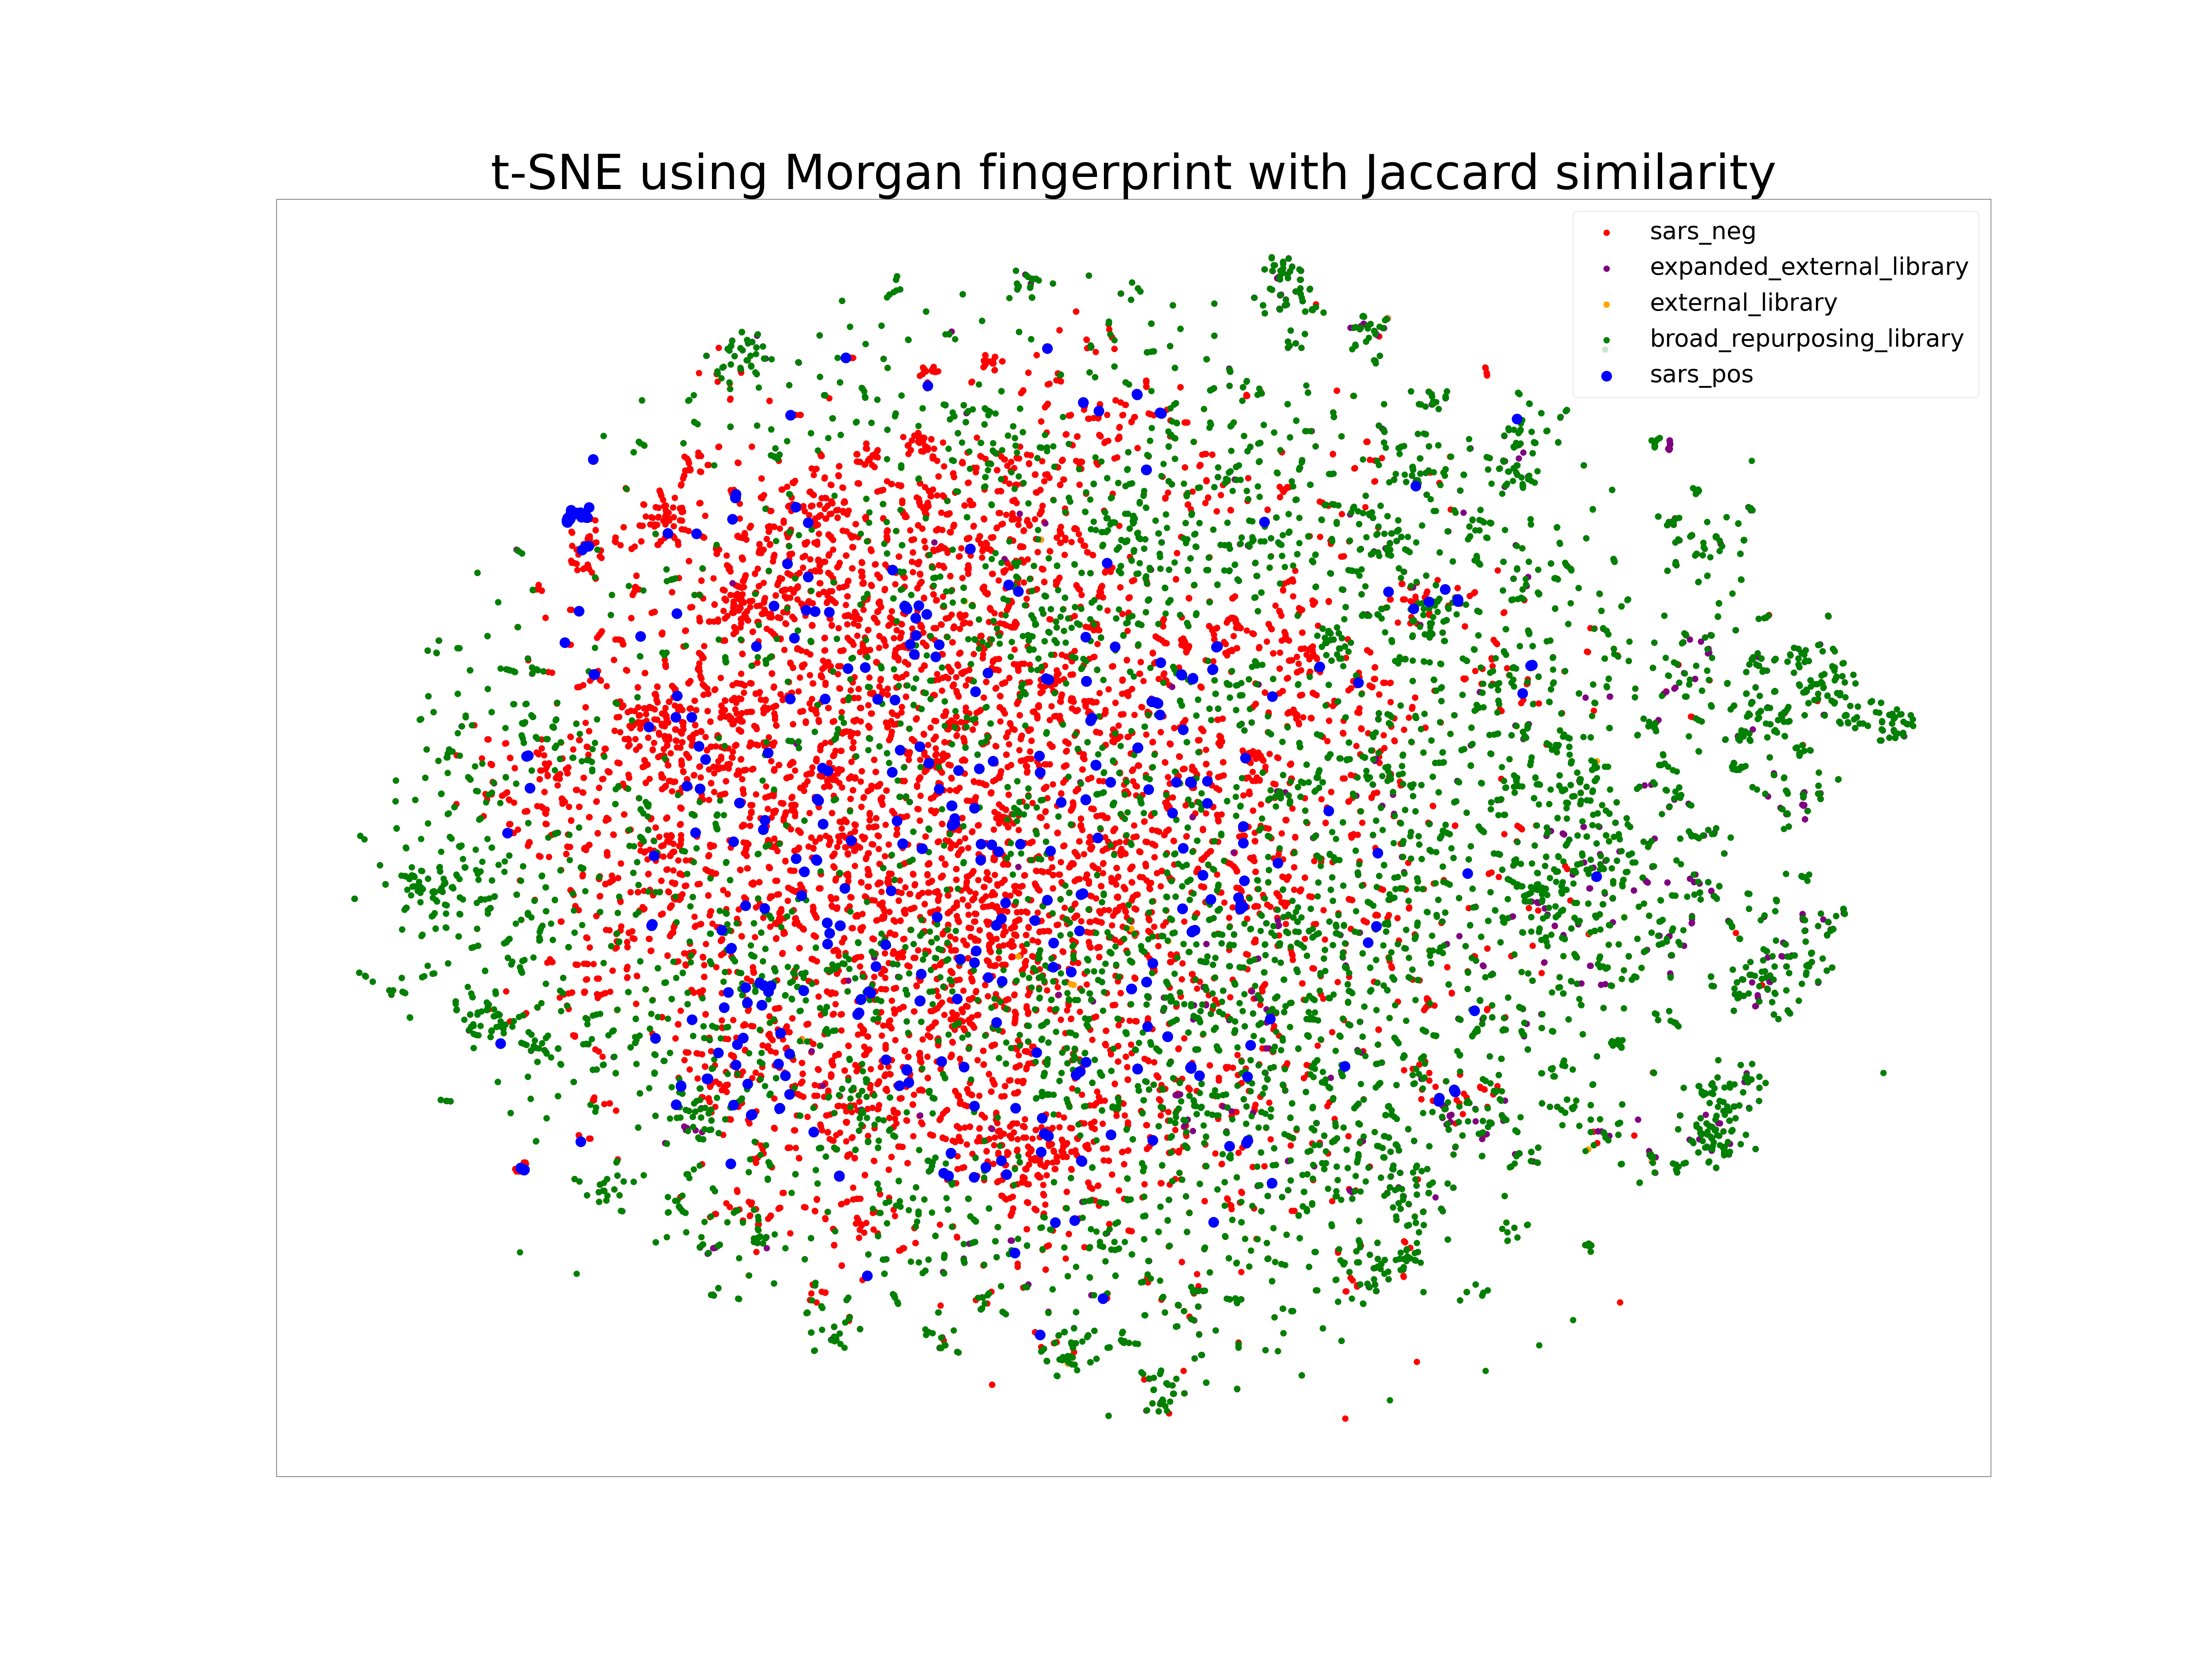 t-SNE using Morgan fingerprint with Jaccard similarity
sars_neg
expanded_external_library
external_library
broad_repurposing_library
sars_pos